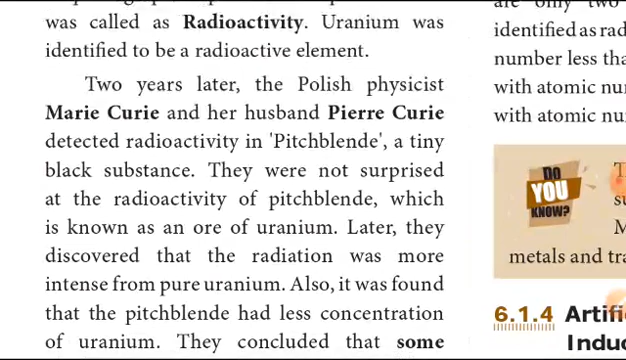 was called as Radioactivity. Uranium was
identified to be a radioactive element.
Two years later, the Polish physicist
Marie Curie and her husband Pierre Curie
detected radioactivity in 'Pitchblende', a tiny
black substance. They were not surprised
at the radioactivity of pitchblende, which
is known as an ore of uranium. Later, they
discovered that the radiation was more
intense from pure uranium. Also, it was found
that the pitchblende had less concentration
of uranium. They concluded that some
are only two
identified as rad
number less tha
with atomic nu
with atomic nu
DO
YOU
KNOW?
metals and tra
6.1.4 Artifi
Induc